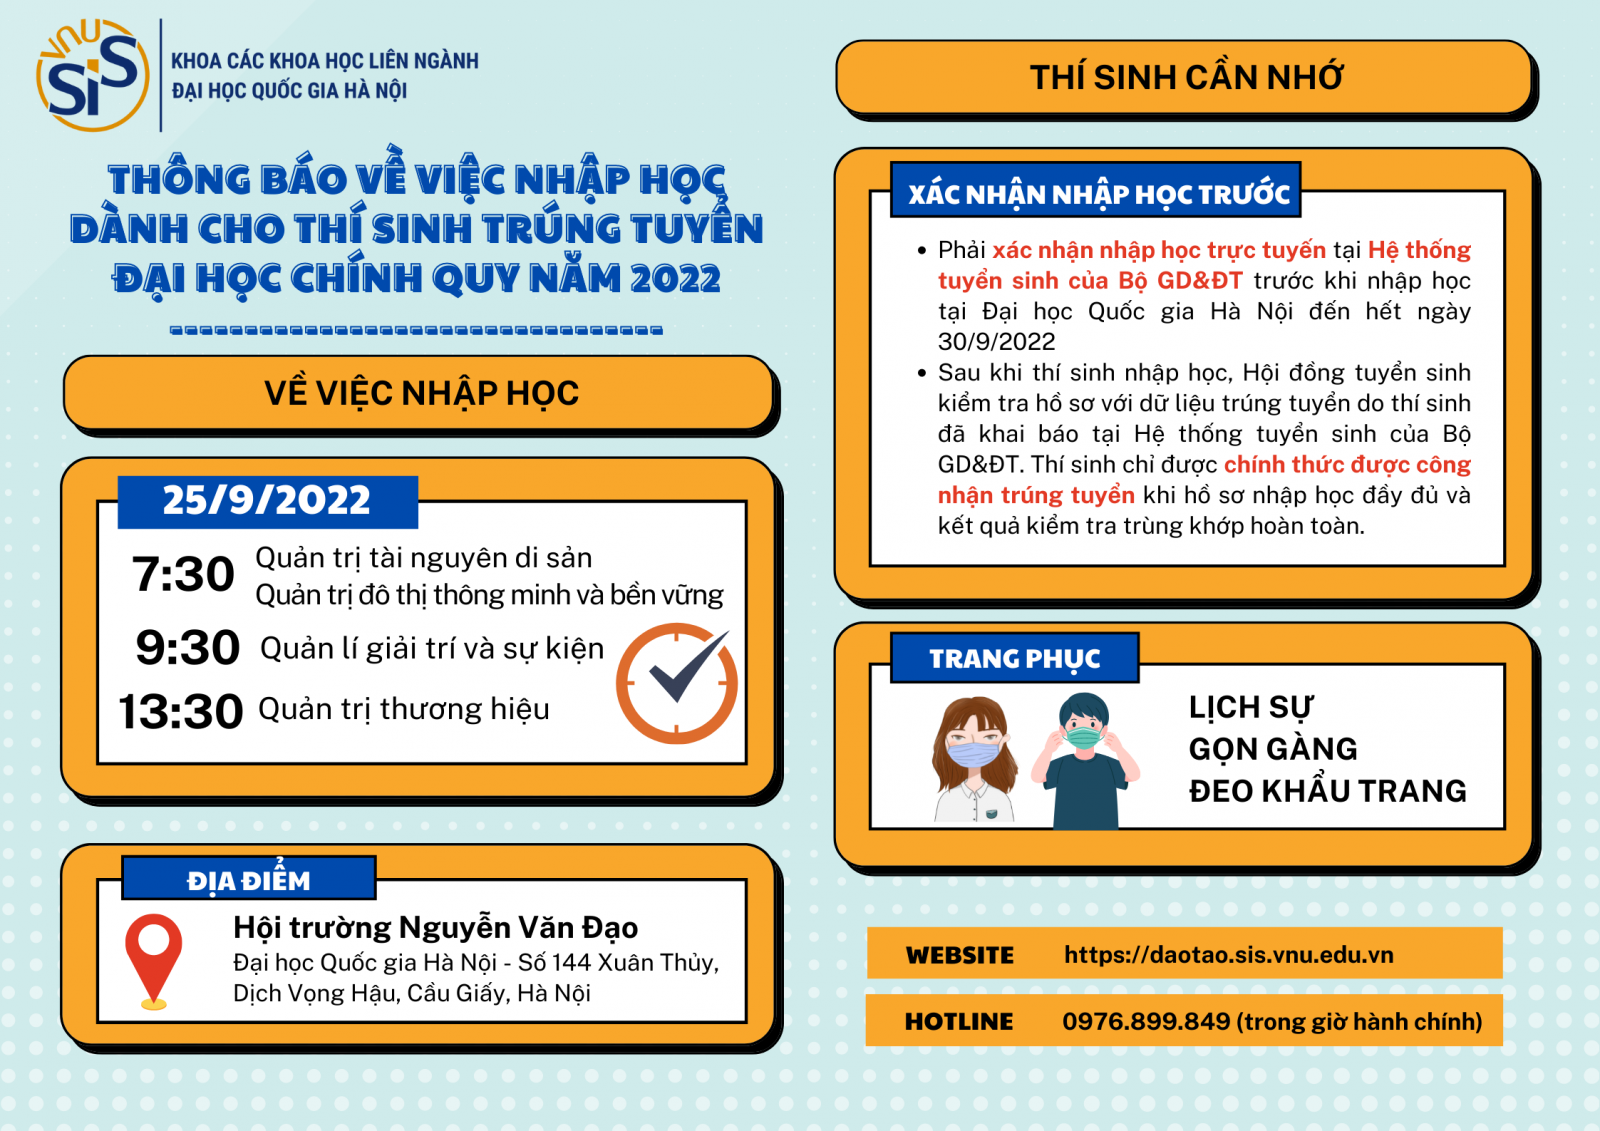 VNU
SIS
KHOA CÁC KHOA HỌC LIÊN NGÀNH
ĐẠI HỌC QUỐC GIA HÀ NỘI
THÔNG BÁO VỀ VIỆC NHẬP HỌC
DÀNH CHO THÍ SINH TRÚNG TUYỂN
ĐẠI HỌC CHÍNH QUY NĂM 2022
VỀ VIỆC NHẬP HỌC
25/9/2022
7:30 Quản trị tài nguyên di sản
Quản trị đô thị thông minh và bền vững
9:30 Quản lí giải trí và sự kiện
13:30 Quản trị thương hiệu
ĐỊA ĐIỂM
Hội trường Nguyễn Văn Đạo
Đại học Quốc gia Hà Nội - Số 144 Xuân Thủy,
Dịch Vọng Hậu, Cầu Giấy, Hà Nội
THÍ SINH CẦN NHỚ
XÁC NHẬN NHẬP HỌC TRƯỚC
• Phải xác nhận nhập học trực tuyến tại Hệ thống
tuyển sinh của Bộ GD&ĐT trước khi nhập học
tại Đại học Quốc gia Hà Nội đến hết ngày
30/9/2022
• Sau khi thí sinh nhập học, Hội đồng tuyển sinh
kiểm tra hồ sơ với dữ liệu trúng tuyển do thí sinh
đã khai báo tại Hệ thống tuyển sinh của Bộ
GD&ĐT. Thí sinh chỉ được chính thức được công
nhận trúng tuyển khi hồ sơ nhập học đầy đủ và
kết quả kiểm tra trùng khớp hoàn toàn.
TRANG PHỤC
LỊCH SỰ
GỌN GÀNG
ĐEO KHẨU TRANG
WEBSITE https://daotao.sis.vnu.edu.vn
HOTLINE 0976.899.849 (trong giờ hành chính)